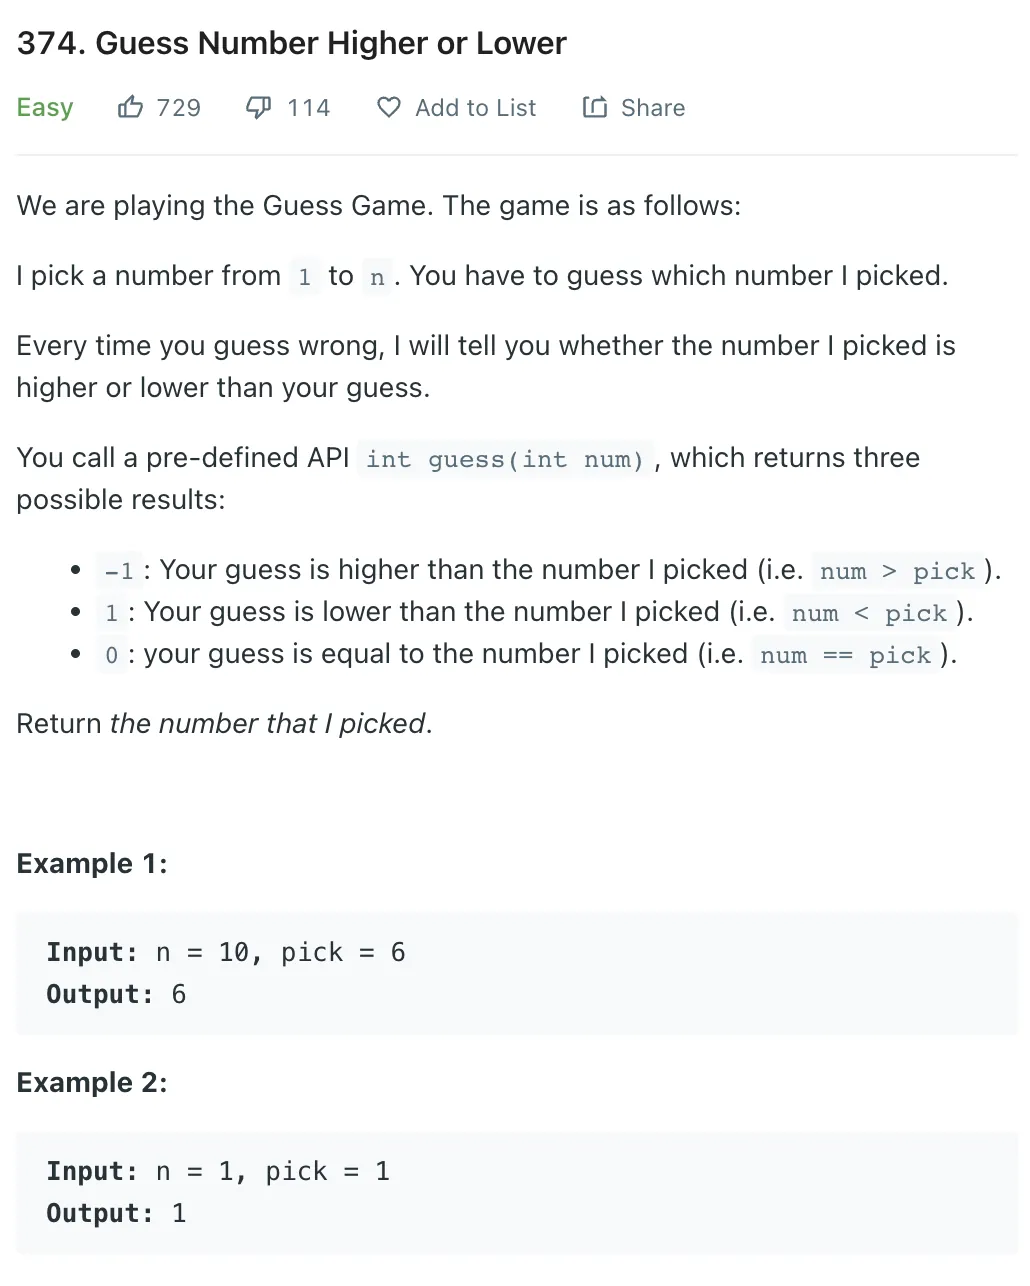 374. Guess Number Higher or Lower
Easy 729 114 Add to List Share
We are playing the Guess Game. The game is as follows:
I pick a number from 1 to n. You have to guess which number I picked.
Every time you guess wrong, I will tell you whether the number I picked is
higher or lower than your guess.
You call a pre-defined API int guess(int num), which returns three
possible results:
• -1: Your guess is higher than the number I picked (i.e. num > pick).
• 1: Your guess is lower than the number I picked (i.e. num < pick).
• 0: your guess is equal to the number I picked (i.e. num == pick).
Return the number that I picked.
Example 1:
Input: n = 10, pick = 6
Output: 6
Example 2:
Input: n = 1, pick = 1
Output: 1